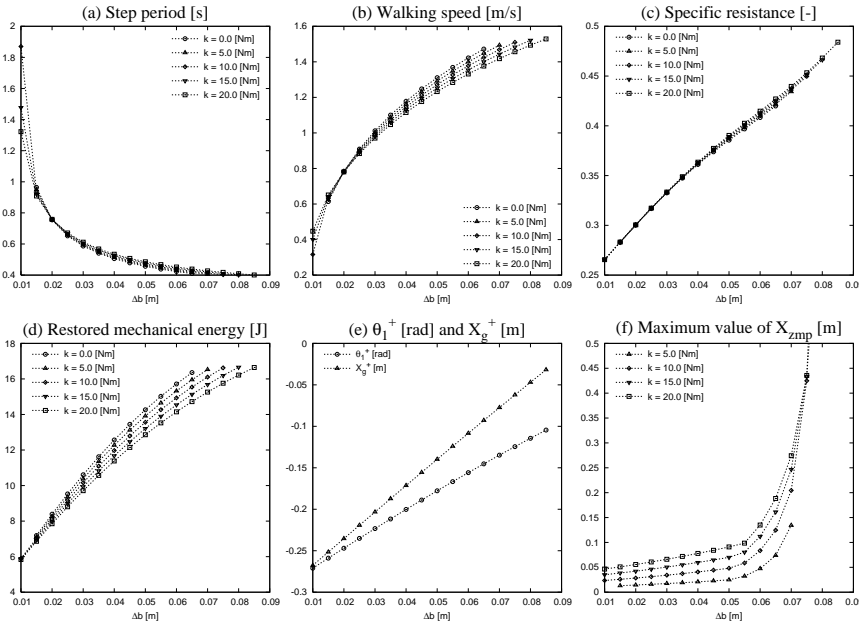 (a) Step period [s]
2
1.8
1.6
1.4
1.2
1
0.8
0.6
0.4
k = 0.0 [Nm]
k = 5.0 [Nm]
k = 10.0 [Nm]
k = 15.0 [Nm]
k = 20.0 [Nm]
0.01 0.02 0.03 0.04 0.05 0.06 0.07 0.08 0.09
Δb [m]
(b) Walking speed [m/s]
1.8
1.6
1.4
1.2
1
0.8
0.6
0.4
0.2
k = 0.0 [Nm]
k = 5.0 [Nm]
k = 10.0 [Nm]
k = 15.0 [Nm]
k = 20.0 [Nm]
0.01 0.02 0.03 0.04 0.05 0.06 0.07 0.08 0.09
Δb [m]
(c) Specific resistance [-]
0.5
0.45
0.4
0.35
0.3
0.25
k = 0.0 [Nm]
k = 5.0 [Nm]
k = 10.0 [Nm]
k = 15.0 [Nm]
k = 20.0 [Nm]
0.01 0.02 0.03 0.04 0.05 0.06 0.07 0.08 0.09
Δb [m]
(d) Restored mechanical energy [J]
18
16
14
12
10
8
6
4
k = 0.0 [Nm]
k = 5.0 [Nm]
k = 10.0 [Nm]
k = 15.0 [Nm]
k = 20.0 [Nm]
0.01 0.02 0.03 0.04 0.05 0.06 0.07 0.08 0.09
Δb [m]
(e) θ₁⁺ [rad] and X_g⁺ [m]
0
-0.05
-0.1
-0.15
-0.2
-0.25
-0.3
θ₁⁺ [rad]
X_g⁺ [m]
0.01 0.02 0.03 0.04 0.05 0.06 0.07 0.08 0.09
Δb [m]
(f) Maximum value of X_zmp [m]
0.5
0.45
0.4
0.35
0.3
0.25
0.2
0.15
0.1
0.05
0
k = 5.0 [Nm]
k = 10.0 [Nm]
k = 15.0 [Nm]
k = 20.0 [Nm]
0.01 0.02 0.03 0.04 0.05 0.06 0.07 0.08 0.09
Δb [m]